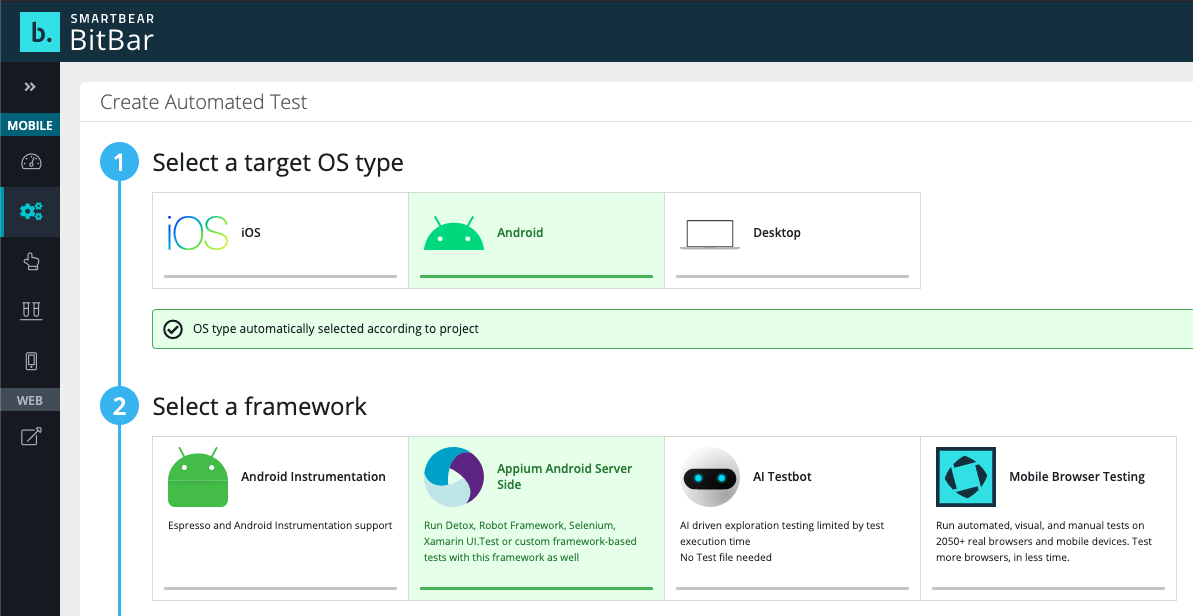 b.
SMARTBEAR
BitBar
MOBILE
WEB
Create Automated Test
1
Select a target OS type
iOS
iOS
Android
Desktop
OS type automatically selected according to project
2
Select a framework
Android Instrumentation
Espresso and Android Instrumentation support
Appium Android Server
Side
Run Detox, Robot Framework, Selenium,
Xamarin UI.Test or custom framework-based
tests with this framework as well
AI Testbot
AI driven exploration testing limited by test
execution time
No Test file needed
Mobile Browser Testing
Run automated, visual, and manual tests on
2050+ real browsers and mobile devices. Test
more browsers, in less time.